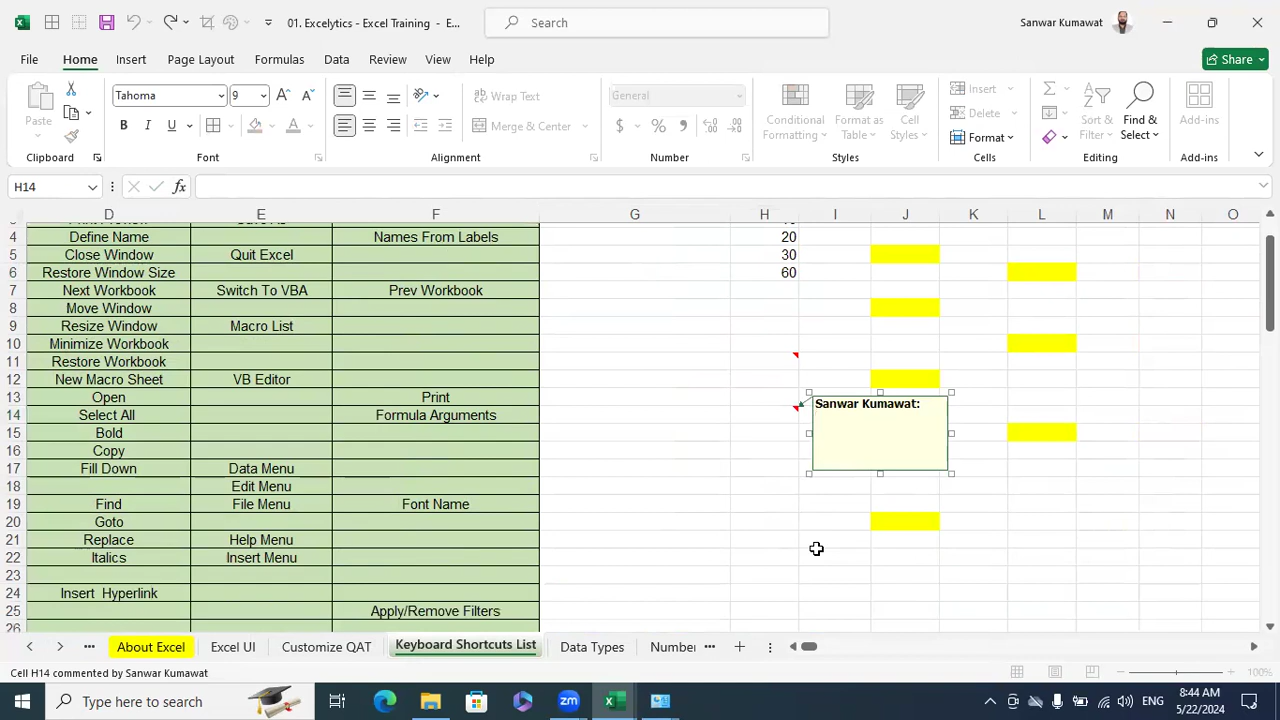 01. Excelytics - Excel Training - E...
Search
Sanwar Kumawat
File Home Insert Page Layout Formulas Data Review View Help
Share
Paste
Tahoma 9
Wrap Text
Merge & Center
General
Conditional Formatting
Format as Table
Cell Styles
Insert
Delete
Format
Sort & Filter
Find & Select
Add-ins
Clipboard Font Alignment Number Styles Cells Editing Add-ins
H14
fx
D E F G H I J K L M N O
4 Define Name Names From Labels 20
5 Close Window Quit Excel 30
6 Restore Window Size 60
7 Next Workbook Switch To VBA Prev Workbook
8 Move Window
9 Resize Window Macro List
10 Minimize Workbook
11 Restore Workbook
12 New Macro Sheet VB Editor
13 Open Print
Sanwar Kumawat:
14 Select All Formula Arguments
15 Bold
16 Copy
17 Fill Down Data Menu
18 Edit Menu
19 Find File Menu Font Name
20 Goto
21 Replace Help Menu
22 Italics Insert Menu
23
24 Insert Hyperlink
25 Apply/Remove Filters
26
About Excel Excel UI Customize QAT Keyboard Shortcuts List Data Types Number
Cell H14 commented by Sanwar Kumawat
100%
Type here to search
zm
ENG
8:44 AM
5/22/2024